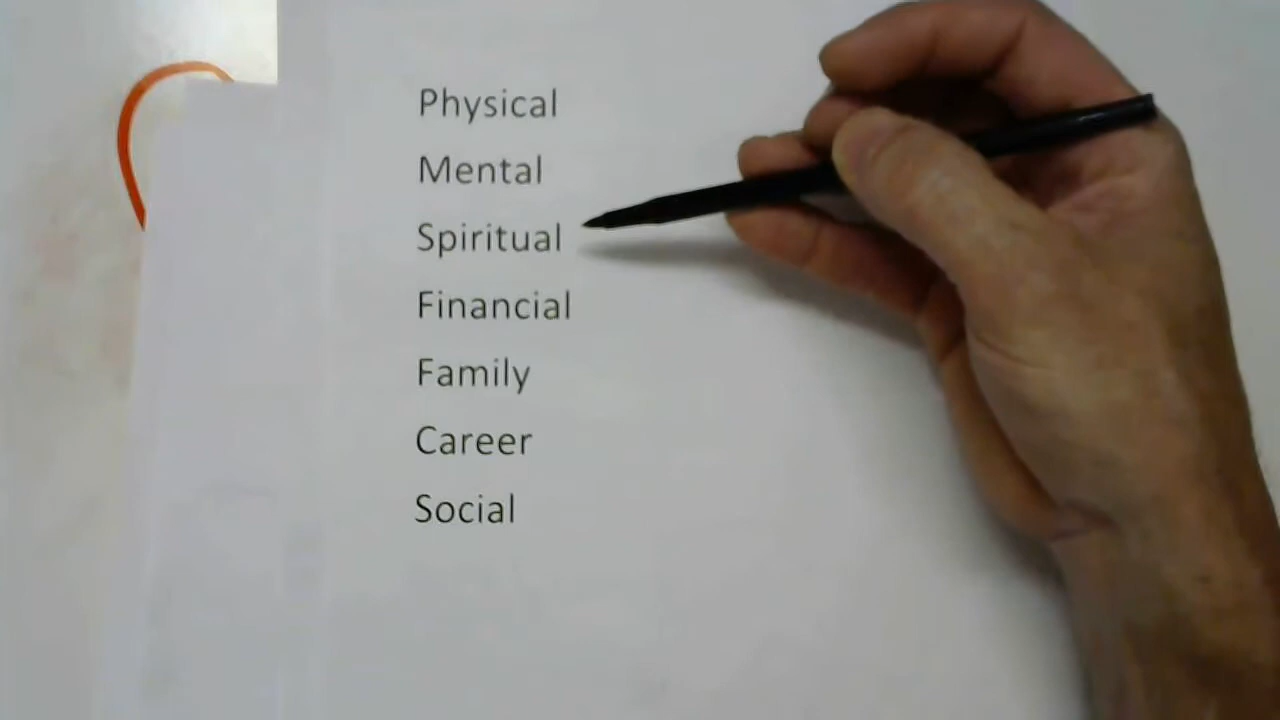 Physical
Mental
Spiritual
Financial
Family
Career
Social